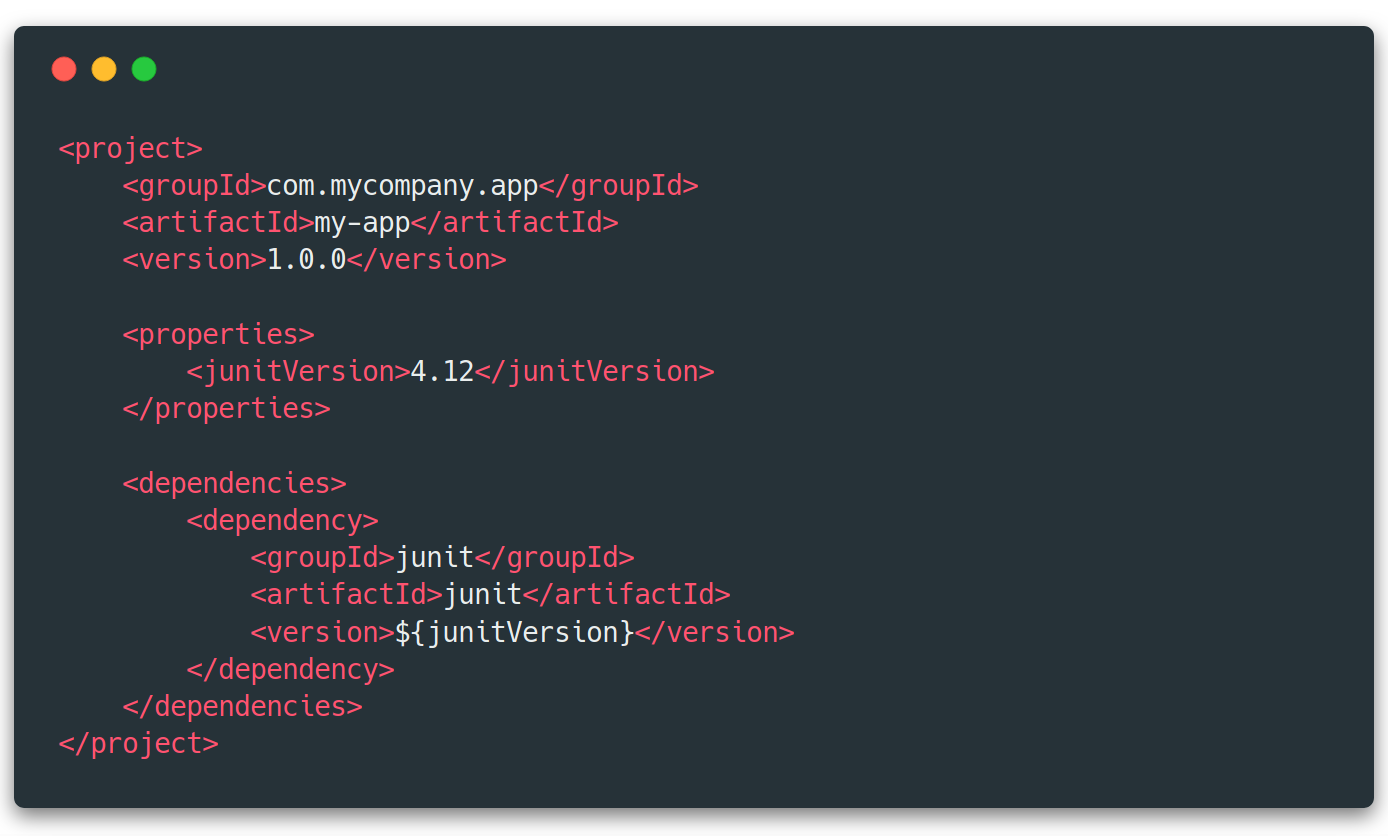 <project>
    <groupId>com.mycompany.app</groupId>
    <artifactId>my-app</artifactId>
    <version>1.0.0</version>

    <properties>
        <junitVersion>4.12</junitVersion>
    </properties>

    <dependencies>
        <dependency>
            <groupId>junit</groupId>
            <artifactId>junit</artifactId>
            <version>${junitVersion}</version>
        </dependency>
    </dependencies>
</project>